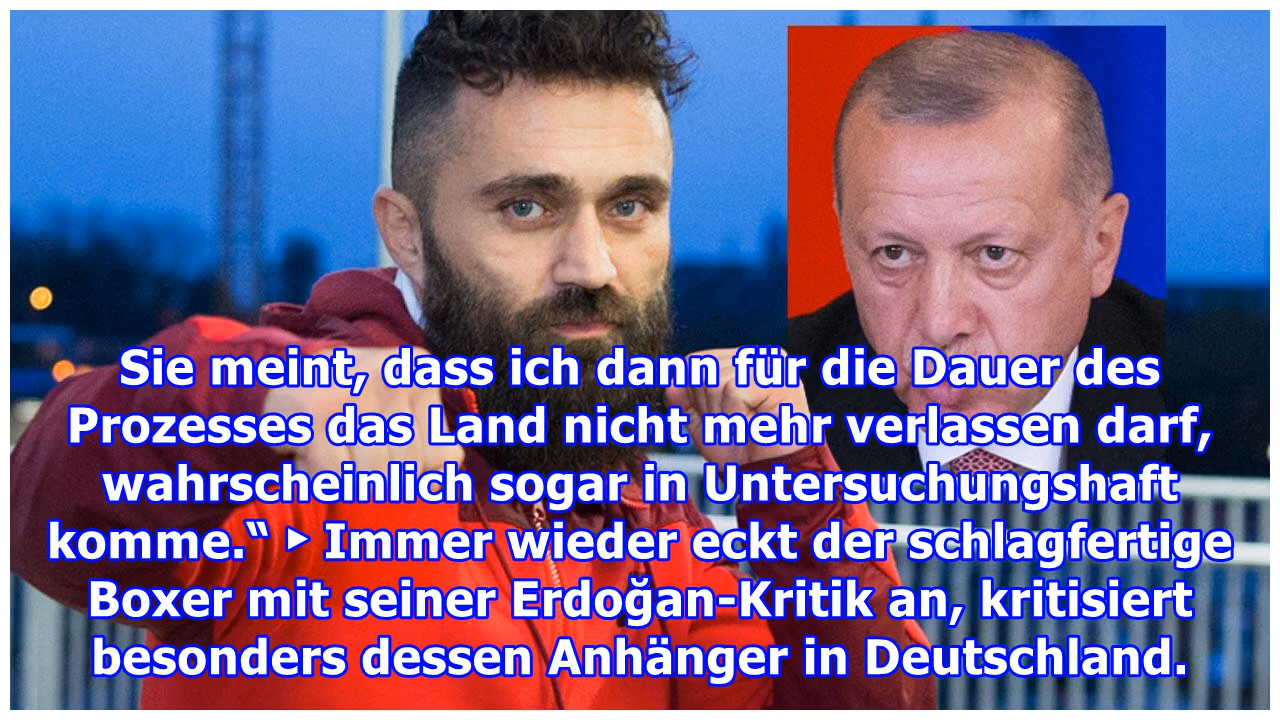 Sie meint, dass ich dann für die Dauer des
Prozesses das Land nicht mehr verlassen darf,
wahrscheinlich sogar in Untersuchungshaft
komme.“ ▸ Immer wieder eckt der schlagfertige
Boxer mit seiner Erdoğan-Kritik an, kritisiert
besonders dessen Anhänger in Deutschland.